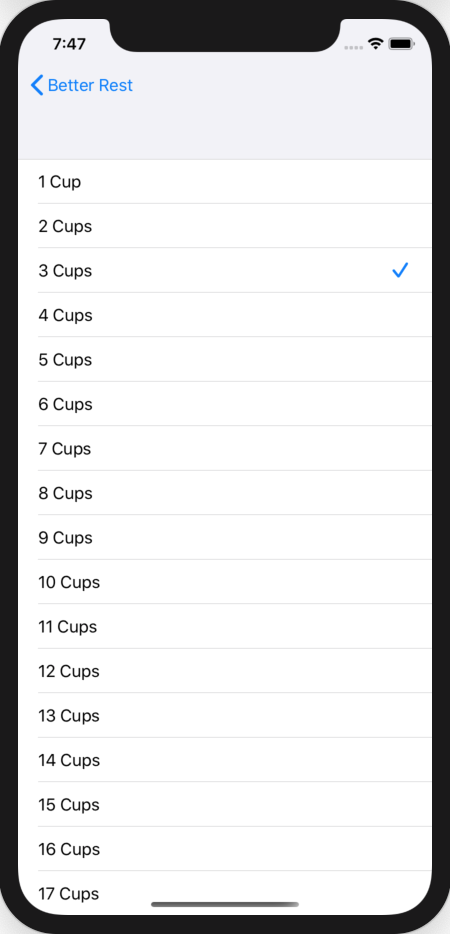 7:47
Better Rest
1 Cup
2 Cups
3 Cups
4 Cups
5 Cups
6 Cups
7 Cups
8 Cups
9 Cups
10 Cups
11 Cups
12 Cups
13 Cups
14 Cups
15 Cups
16 Cups
17 Cups